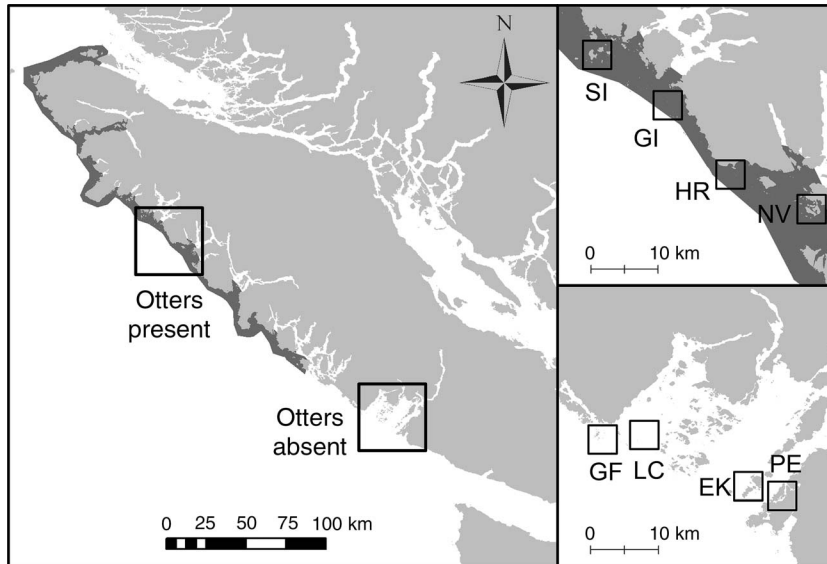 N
Otters
present
Otters
absent
0 25 50 75 100 km
SI
GI
HR
NV
0 10 km
GF
LC
EK
PE
0 10 km